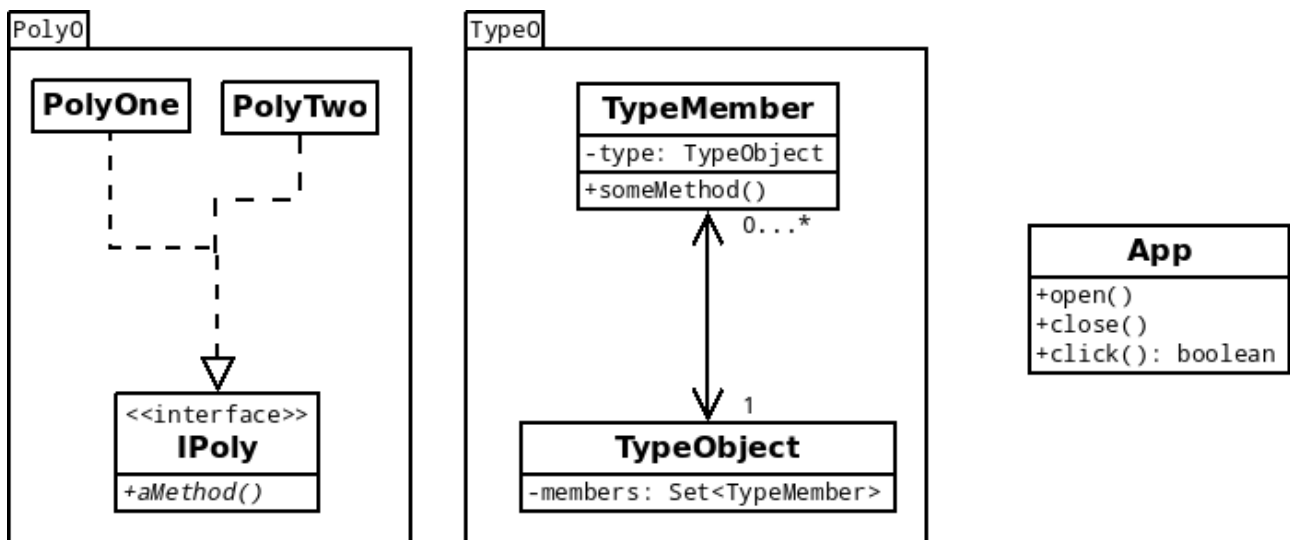 PolyO
PolyOne
PolyTwo
<<interface>>
IPoly
+aMethod()
TypeO
TypeMember
-type: TypeObject
+someMethod()
0...*
1
TypeObject
-members: Set<TypeMember>
App
+open()
+close()
+click(): boolean